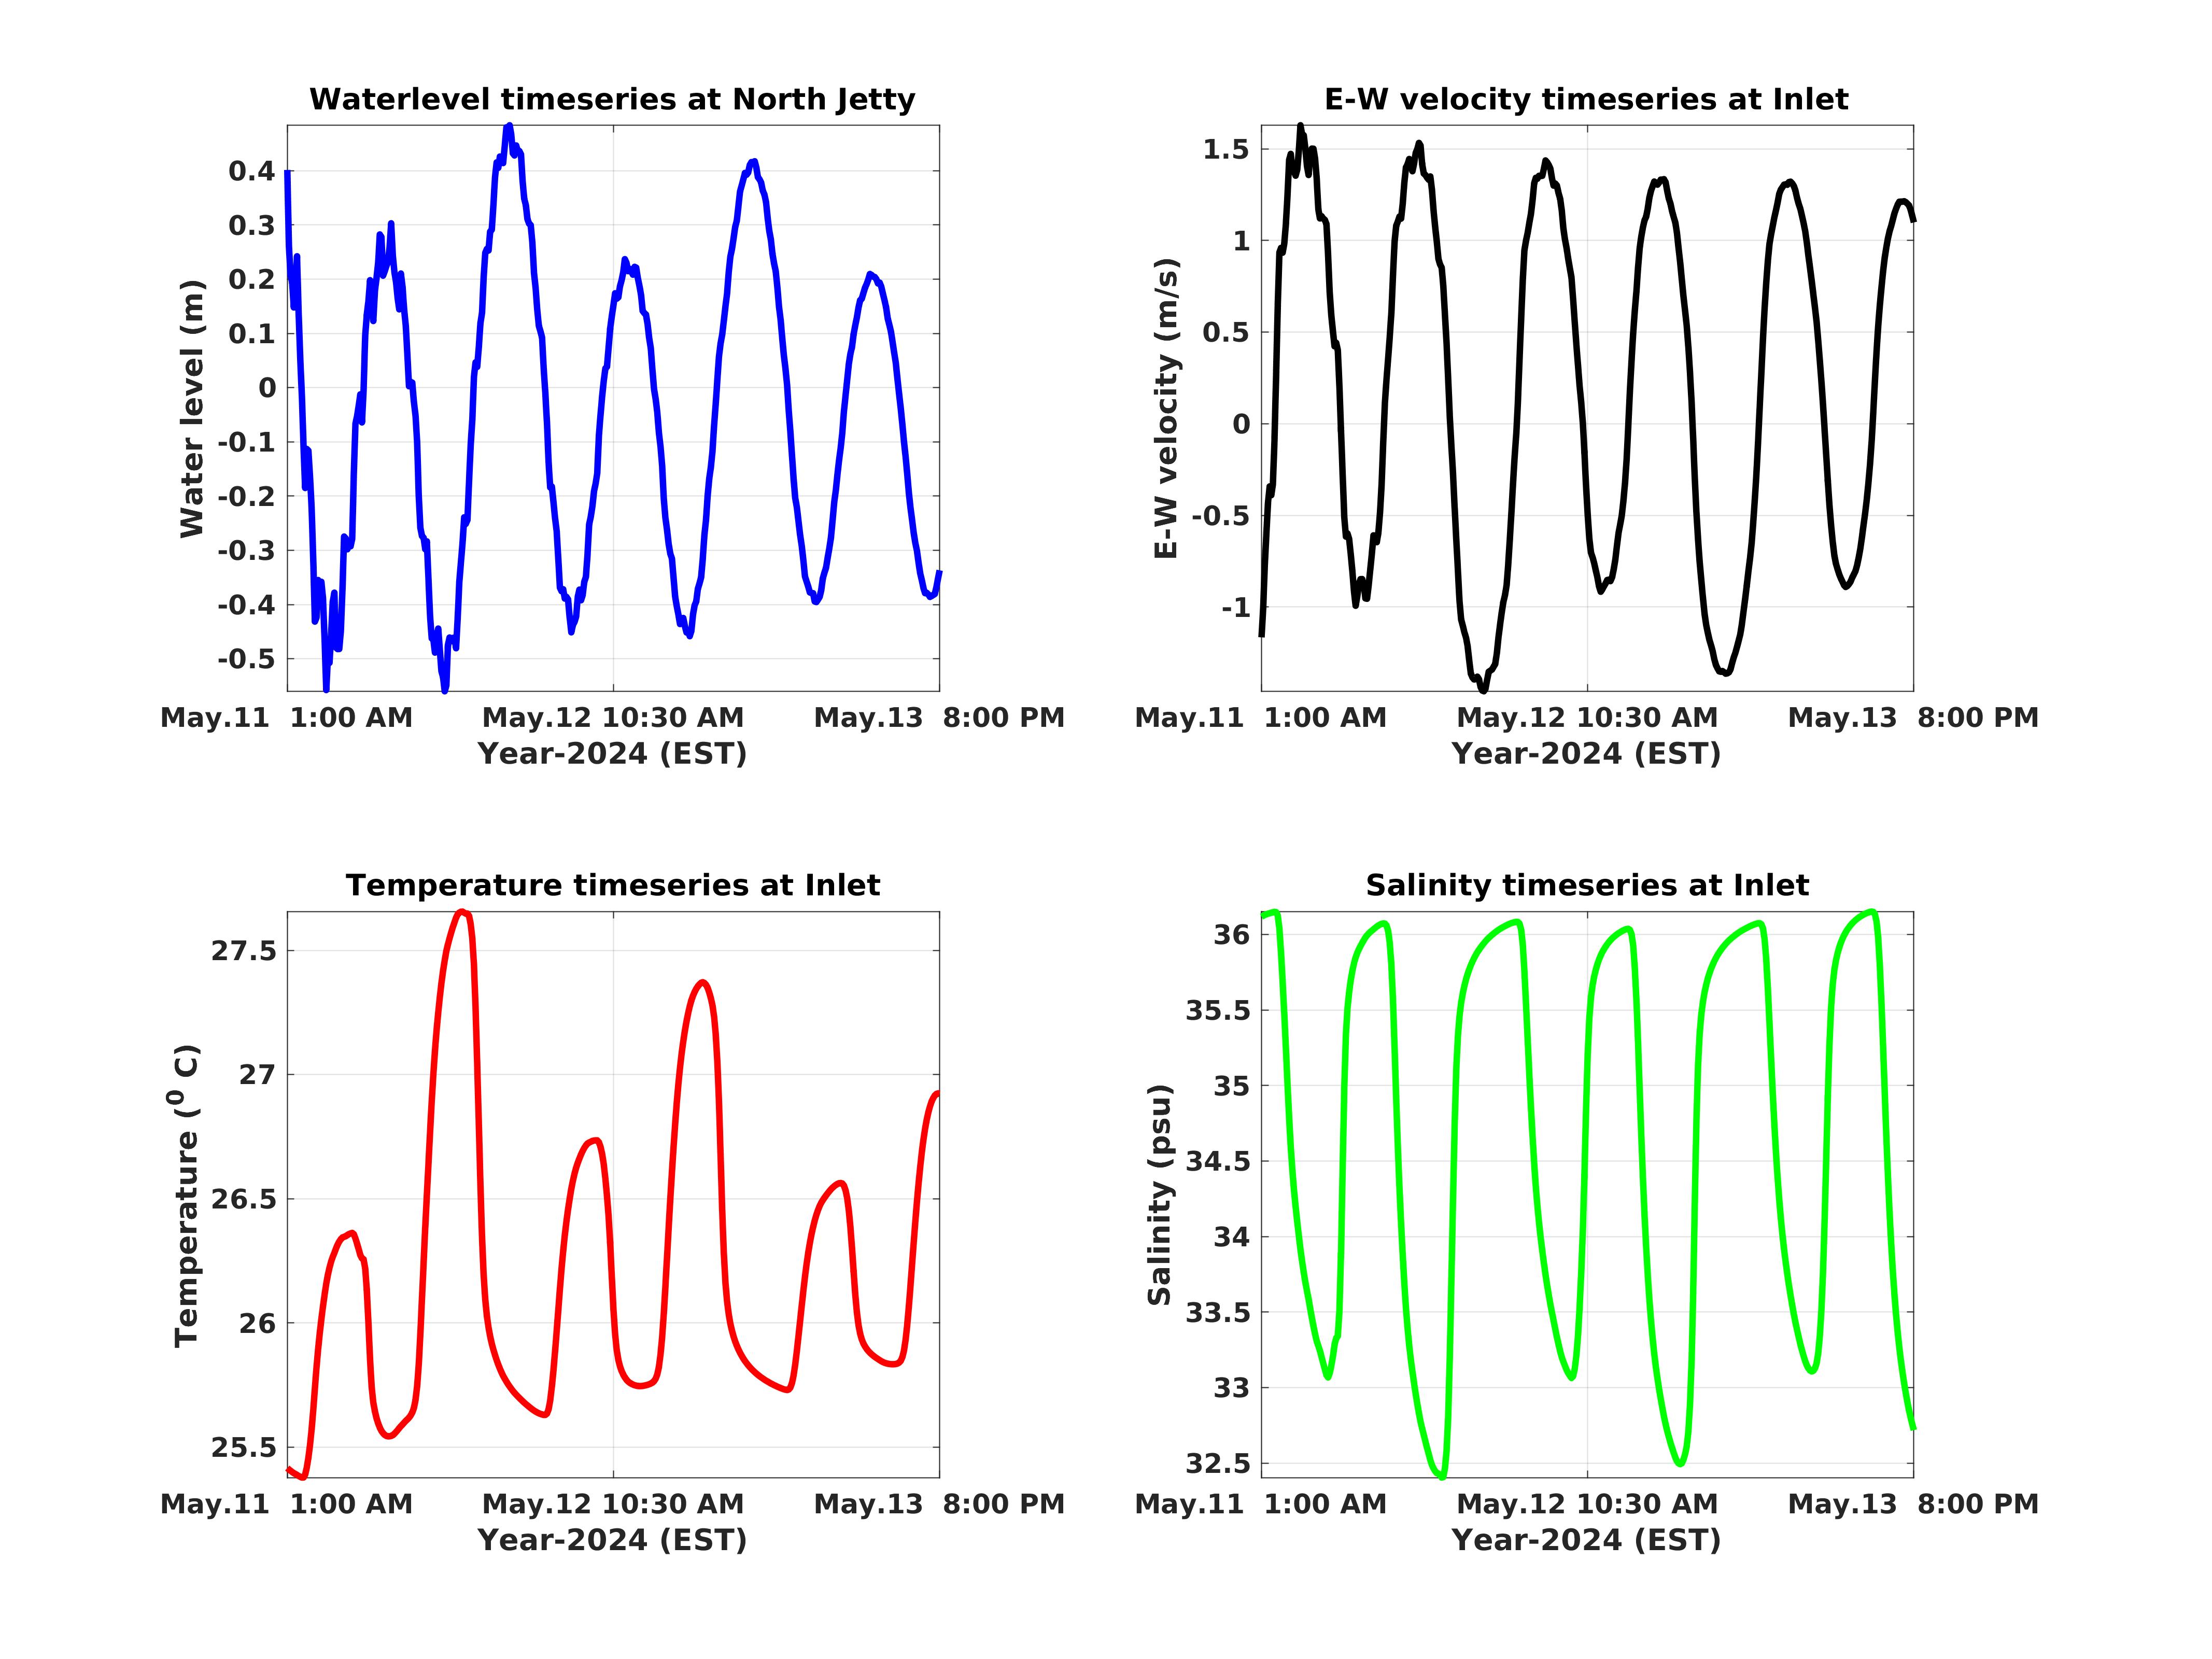 Waterlevel timeseries at North Jetty
0.4
0.3
0.2
0.1
0
-0.1
-0.2
-0.3
-0.4
-0.5
Water level (m)
May.11 1:00 AM May.12 10:30 AM May.13 8:00 PM
Year-2024 (EST)
E-W velocity timeseries at Inlet
1.5
1
0.5
0
-0.5
-1
E-W velocity (m/s)
May.11 1:00 AM May.12 10:30 AM May.13 8:00 PM
Year-2024 (EST)
Temperature timeseries at Inlet
27.5
27
26.5
26
25.5
Temperature (⁰ C)
May.11 1:00 AM May.12 10:30 AM May.13 8:00 PM
Year-2024 (EST)
Salinity timeseries at Inlet
36
35.5
35
34.5
34
33.5
33
32.5
Salinity (psu)
May.11 1:00 AM May.12 10:30 AM May.13 8:00 PM
Year-2024 (EST)